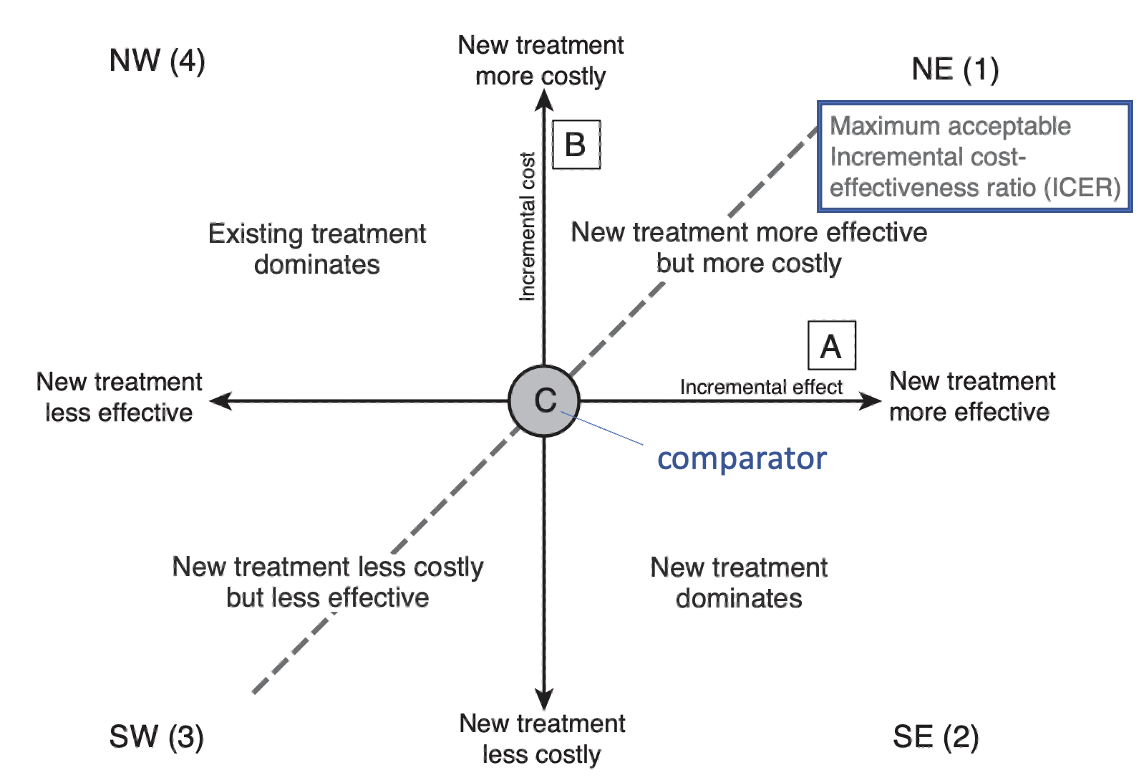 NW (4)
New treatment
more costly
NE (1)
Maximum acceptable
Incremental cost-
effectiveness ratio (ICER)
B
Incremental cost
Existing treatment
dominates
New treatment more effective
but more costly
A
New treatment
less effective
C
Incremental effect
New treatment
more effective
comparator
New treatment less costly
but less effective
New treatment
dominates
SW (3)
New treatment
less costly
SE (2)